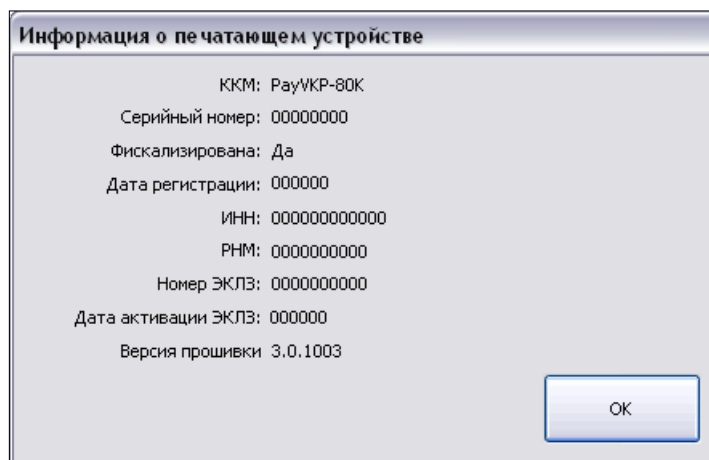 Информация о печатающем устройстве
ККМ: PayVKP-80K
Серийный номер: 00000000
Фискализирована: Да
Дата регистрации: 000000
ИНН: 000000000000
РНМ: 0000000000
Номер ЭКЛЗ: 0000000000
Дата активации ЭКЛЗ: 000000
Версия прошивки 3.0.1003
OK